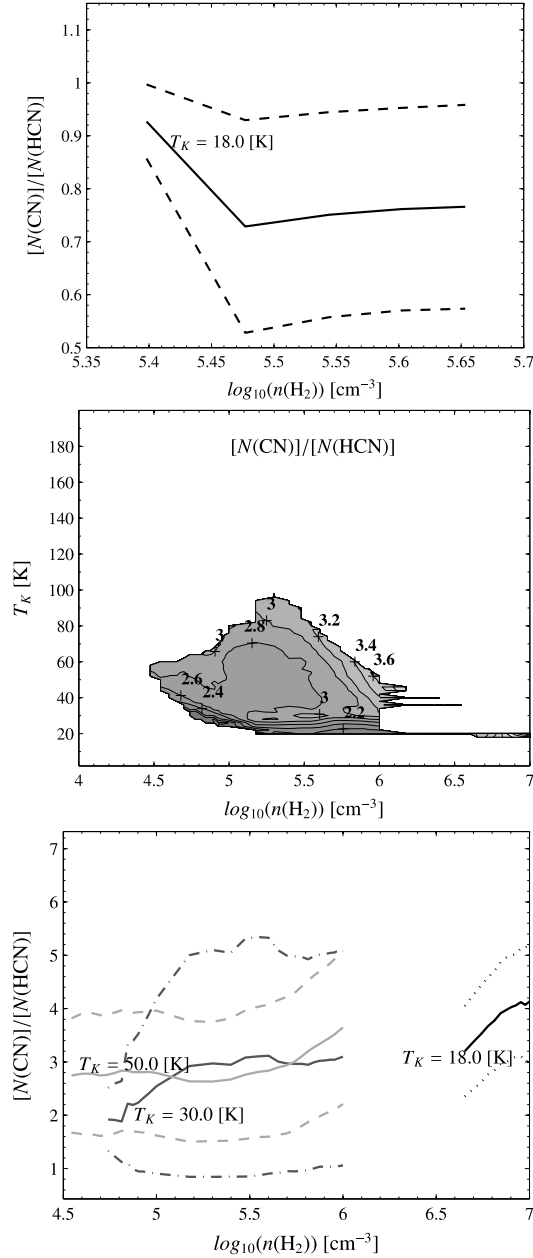 1.1
1
0.9
0.8
0.7
0.6
0.5
[N(CN)]/[N(HCN)]
T_K = 18.0 [K]
5.35 5.4 5.45 5.5 5.55 5.6 5.65 5.7
log₁₀(n(H₂)) [cm⁻³]
[N(CN)]/[N(HCN)]
180
160
140
120
100
80
60
40
20
T_K [K]
3
3.2
2.8
3
3.4
3.6
2.6
2.4
3
2.2
4 4.5 5 5.5 6 6.5 7
log₁₀(n(H₂)) [cm⁻³]
7
6
5
4
3
2
1
[N(CN)]/[N(HCN)]
T_K = 50.0 [K]
T_K = 18.0 [K]
T_K = 30.0 [K]
4.5 5 5.5 6 6.5 7
log₁₀(n(H₂)) [cm⁻³]